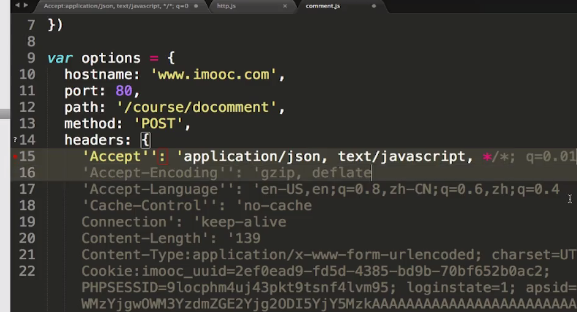 Accept:application/json, text/javascript, */*; q=0 http.js comment.js
7 })
8
9 var options = {
10 hostname: 'www.imooc.com',
11 port: 80,
12 path: '/course/docomment',
13 method: 'POST',
14 headers: {
15 'Accept'': 'application/json, text/javascript, */*; q=0.01
16 'Accept-Encoding'': 'gzip, deflate
17 'Accept-Language'': 'en-US,en;q=0.8,zh-CN;q=0.6,zh;q=0.4
18 'Cache-Control'': 'no-cache
19 Connection': 'keep-alive
20 Content-Length': '139
21 Content-Type:application/x-www-form-urlencoded; charset=UT
22 Cookie:imooc_uuid=2ef0ead9-fd5d-4385-bd9b-70bf652b0ac2;
PHPSESSID=9locphm4uj43pkt9tsnf4lvm95; loginstate=1; apsid=